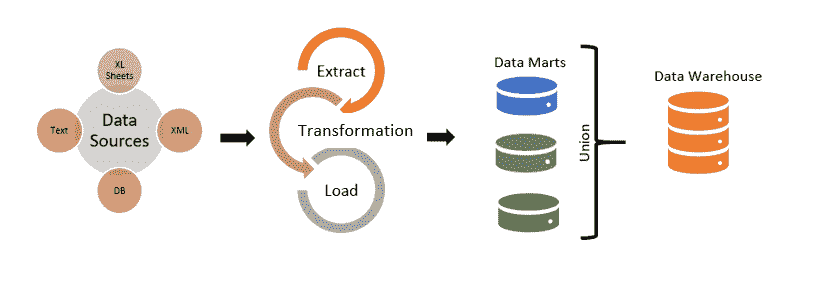 XL
Sheets
Text
Data
Sources
XML
DB
Extract
Transformation
Load
Data Marts
Union
Data Warehouse